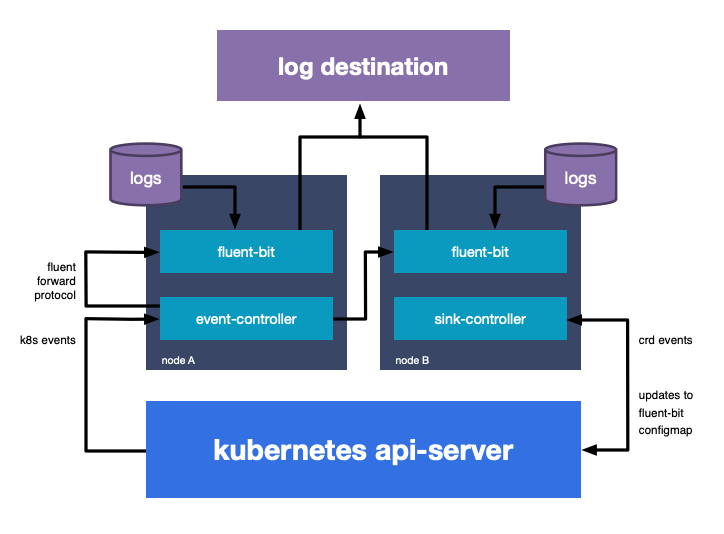 log destination
logs
logs
fluent-bit
fluent-bit
fluent
forward
protocol
event-controller
sink-controller
k8s events
crd events
node A
node B
updates to
fluent-bit
configmap
kubernetes api-server